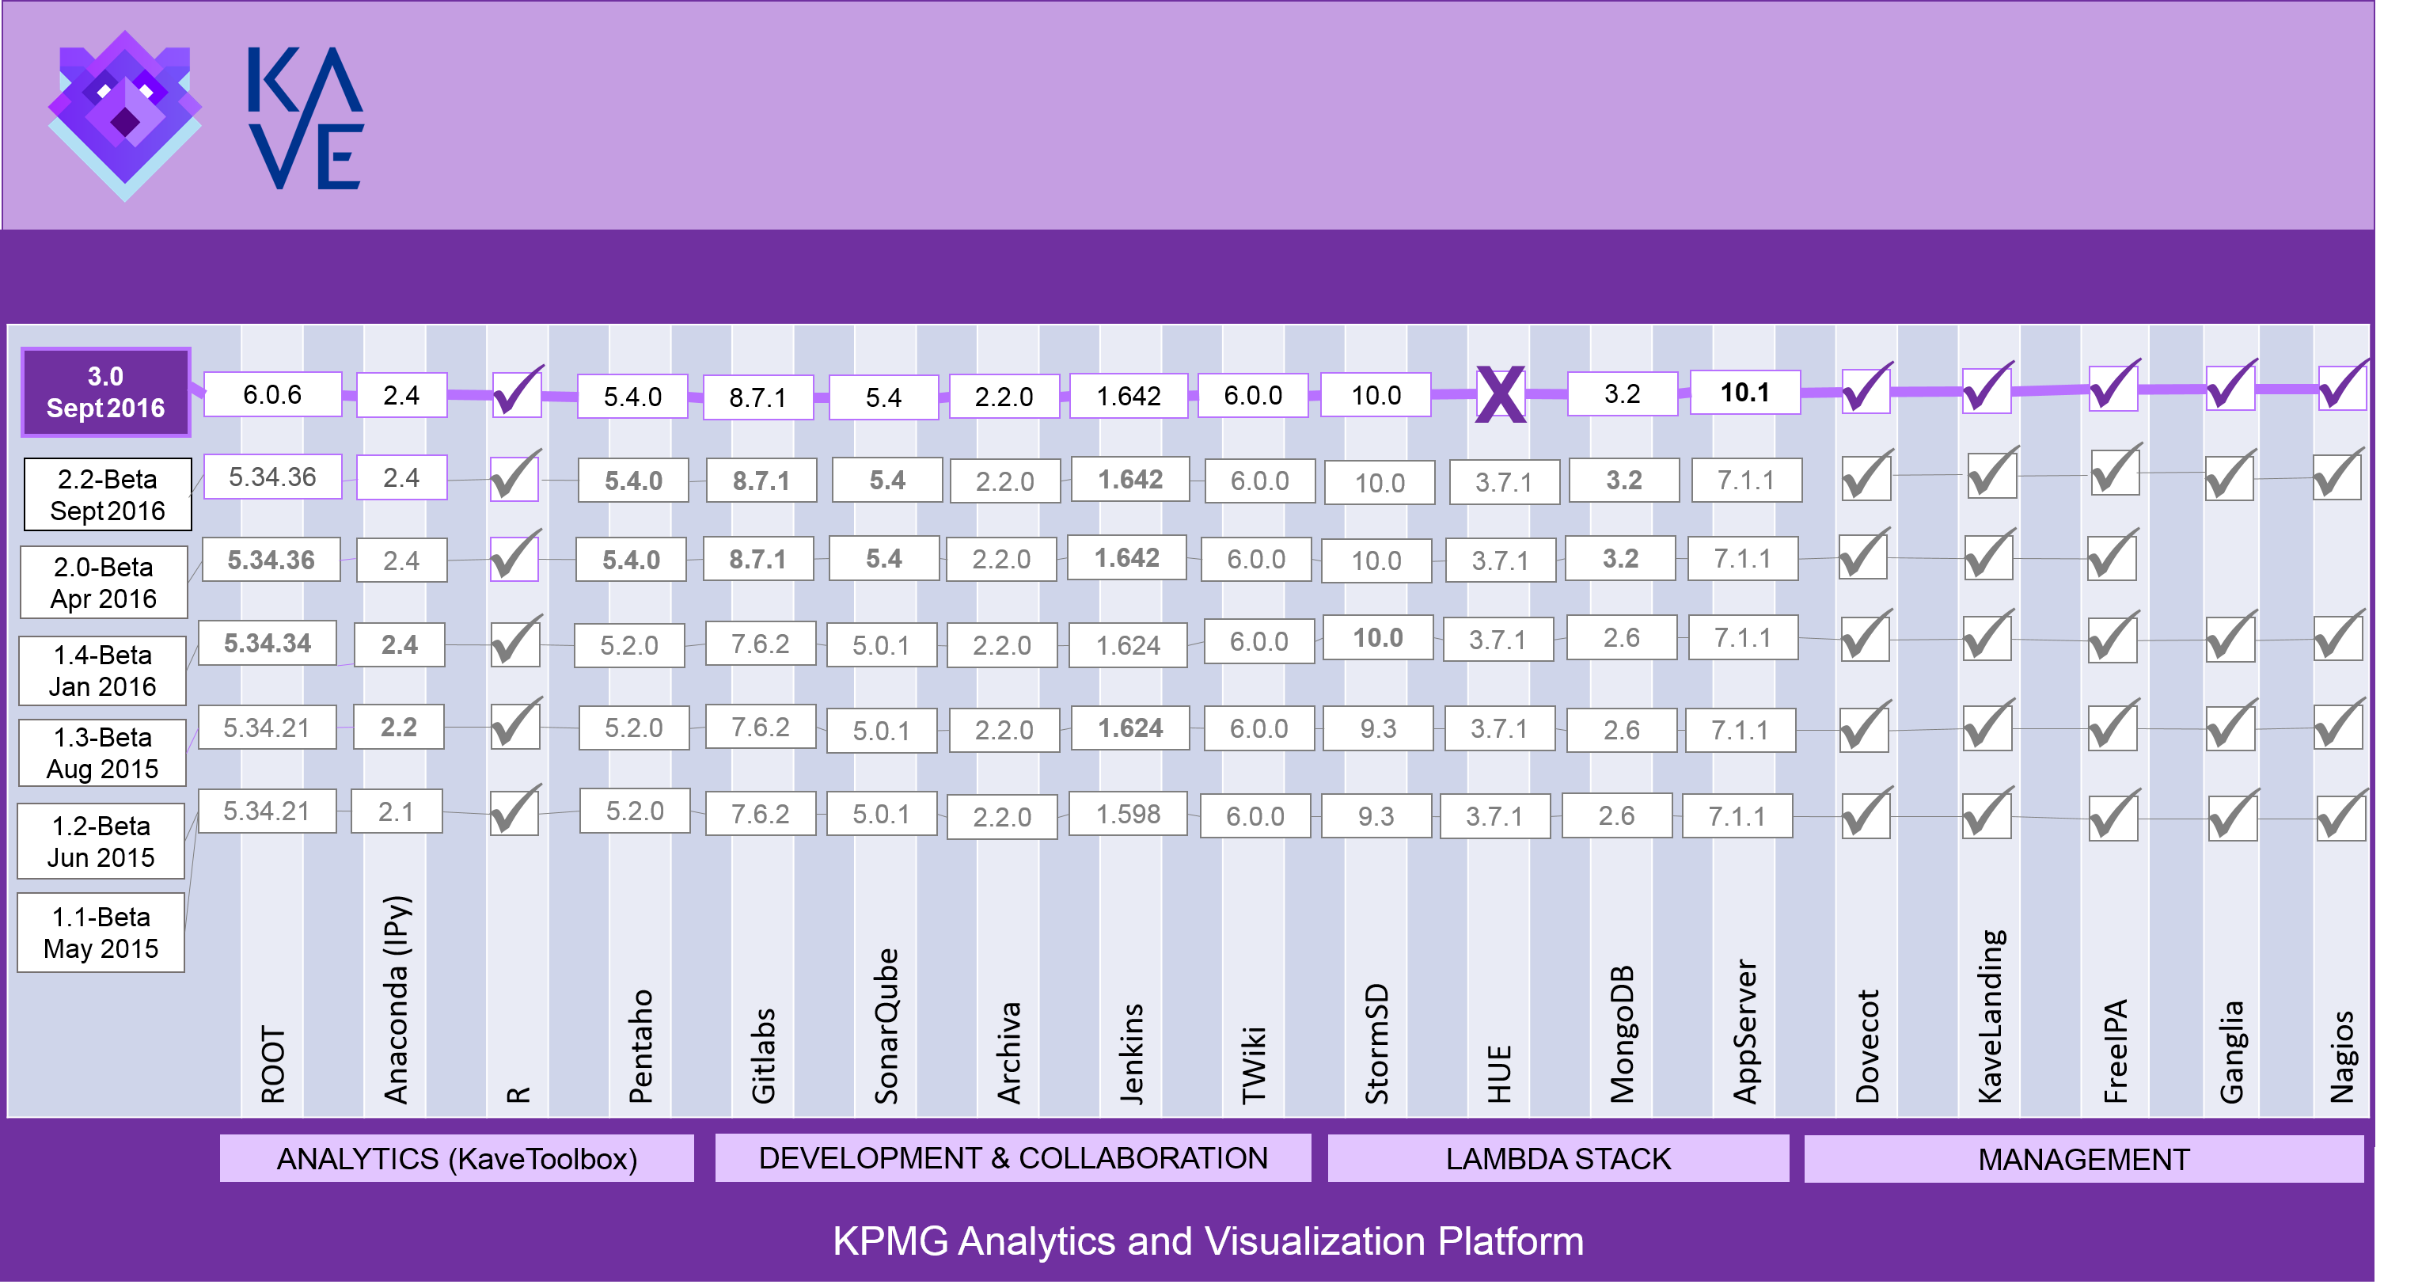 KA
VE
3.0
Sept 2016
6.0.6 2.4 5.4.0 8.7.1 5.4 2.2.0 1.642 6.0.0 10.0 X 3.2 10.1
2.2-Beta
Sept 2016
5.34.36 2.4 5.4.0 8.7.1 5.4 2.2.0 1.642 6.0.0 10.0 3.7.1 3.2 7.1.1
2.0-Beta
Apr 2016
5.34.36 2.4 5.4.0 8.7.1 5.4 2.2.0 1.642 6.0.0 10.0 3.7.1 3.2 7.1.1
1.4-Beta
Jan 2016
5.34.34 2.4 5.2.0 7.6.2 5.0.1 2.2.0 1.624 6.0.0 10.0 3.7.1 2.6 7.1.1
1.3-Beta
Aug 2015
5.34.21 2.2 5.2.0 7.6.2 5.0.1 2.2.0 1.624 6.0.0 9.3 3.7.1 2.6 7.1.1
1.2-Beta
Jun 2015
5.34.21 2.1 5.2.0 7.6.2 5.0.1 2.2.0 1.598 6.0.0 9.3 3.7.1 2.6 7.1.1
1.1-Beta
May 2015
ROOT
Anaconda (IPy)
R
Pentaho
Gitlabs
SonarQube
Archiva
Jenkins
TWiki
StormSD
HUE
MongoDB
AppServer
Dovecot
KaveLanding
FreeIPA
Ganglia
Nagios
ANALYTICS (KaveToolbox)
DEVELOPMENT & COLLABORATION
LAMBDA STACK
MANAGEMENT
KPMG Analytics and Visualization Platform